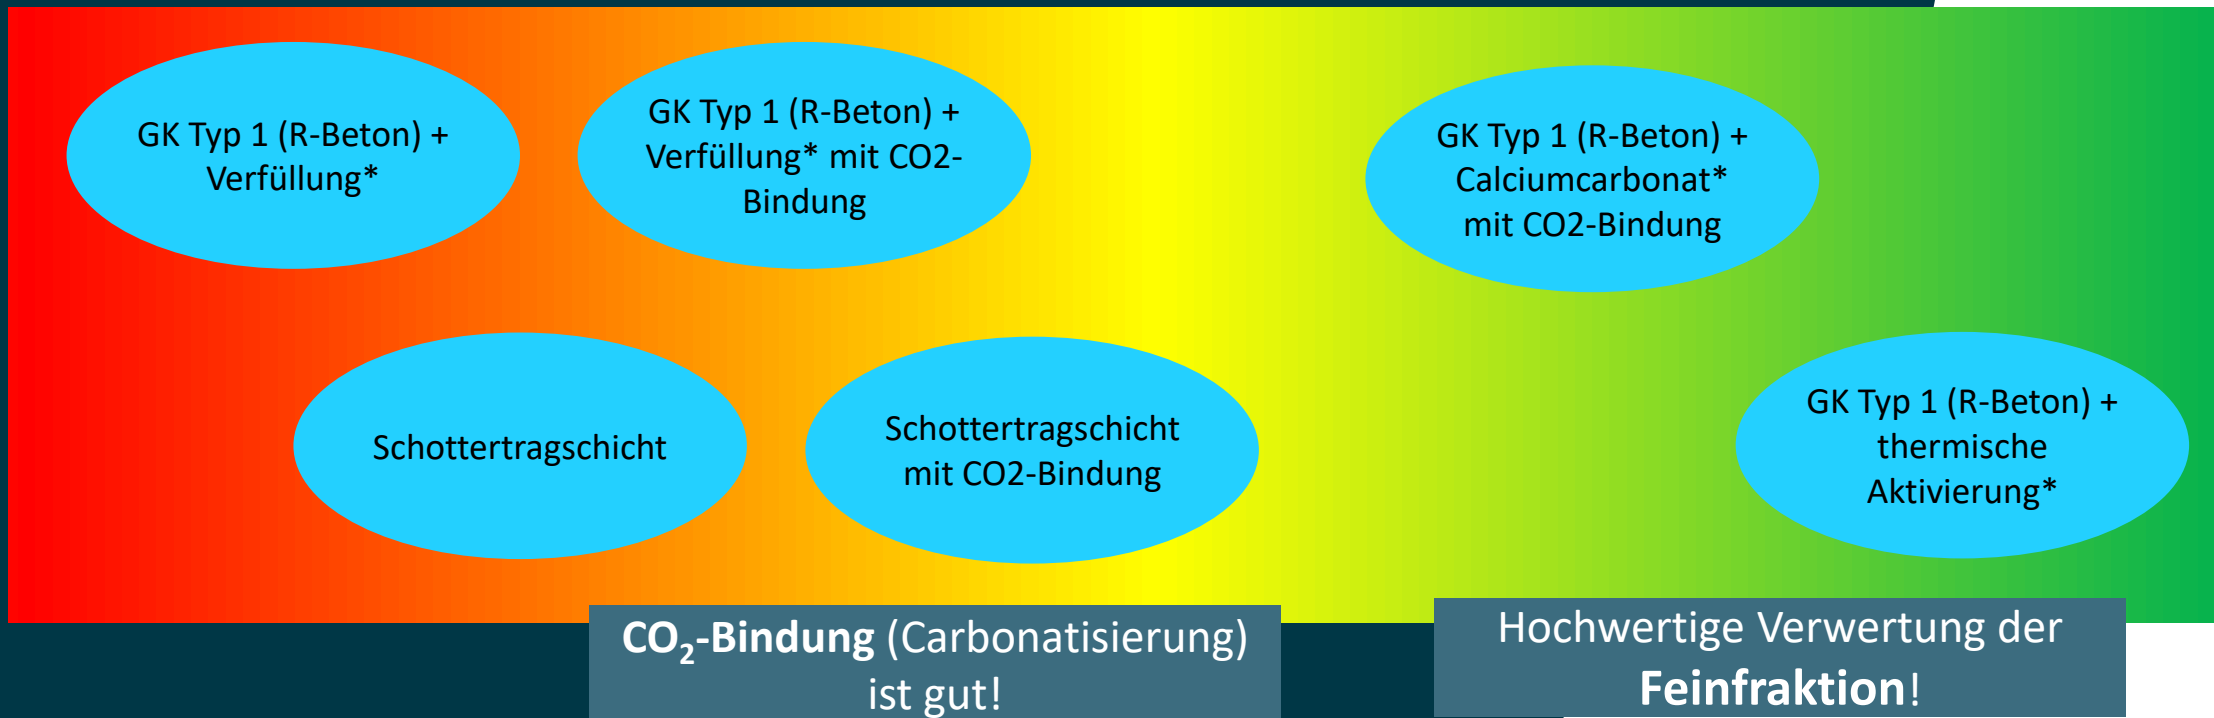 GK Typ 1 (R-Beton) +
Verfüllung*
GK Typ 1 (R-Beton) +
Verfüllung* mit CO2-
Bindung
GK Typ 1 (R-Beton) +
Calciumcarbonat*
mit CO2-Bindung
Schottertragschicht
Schottertragschicht
mit CO2-Bindung
GK Typ 1 (R-Beton) +
thermische
Aktivierung*
CO₂-Bindung (Carbonatisierung)
ist gut!
Hochwertige Verwertung der
Feinfraktion!